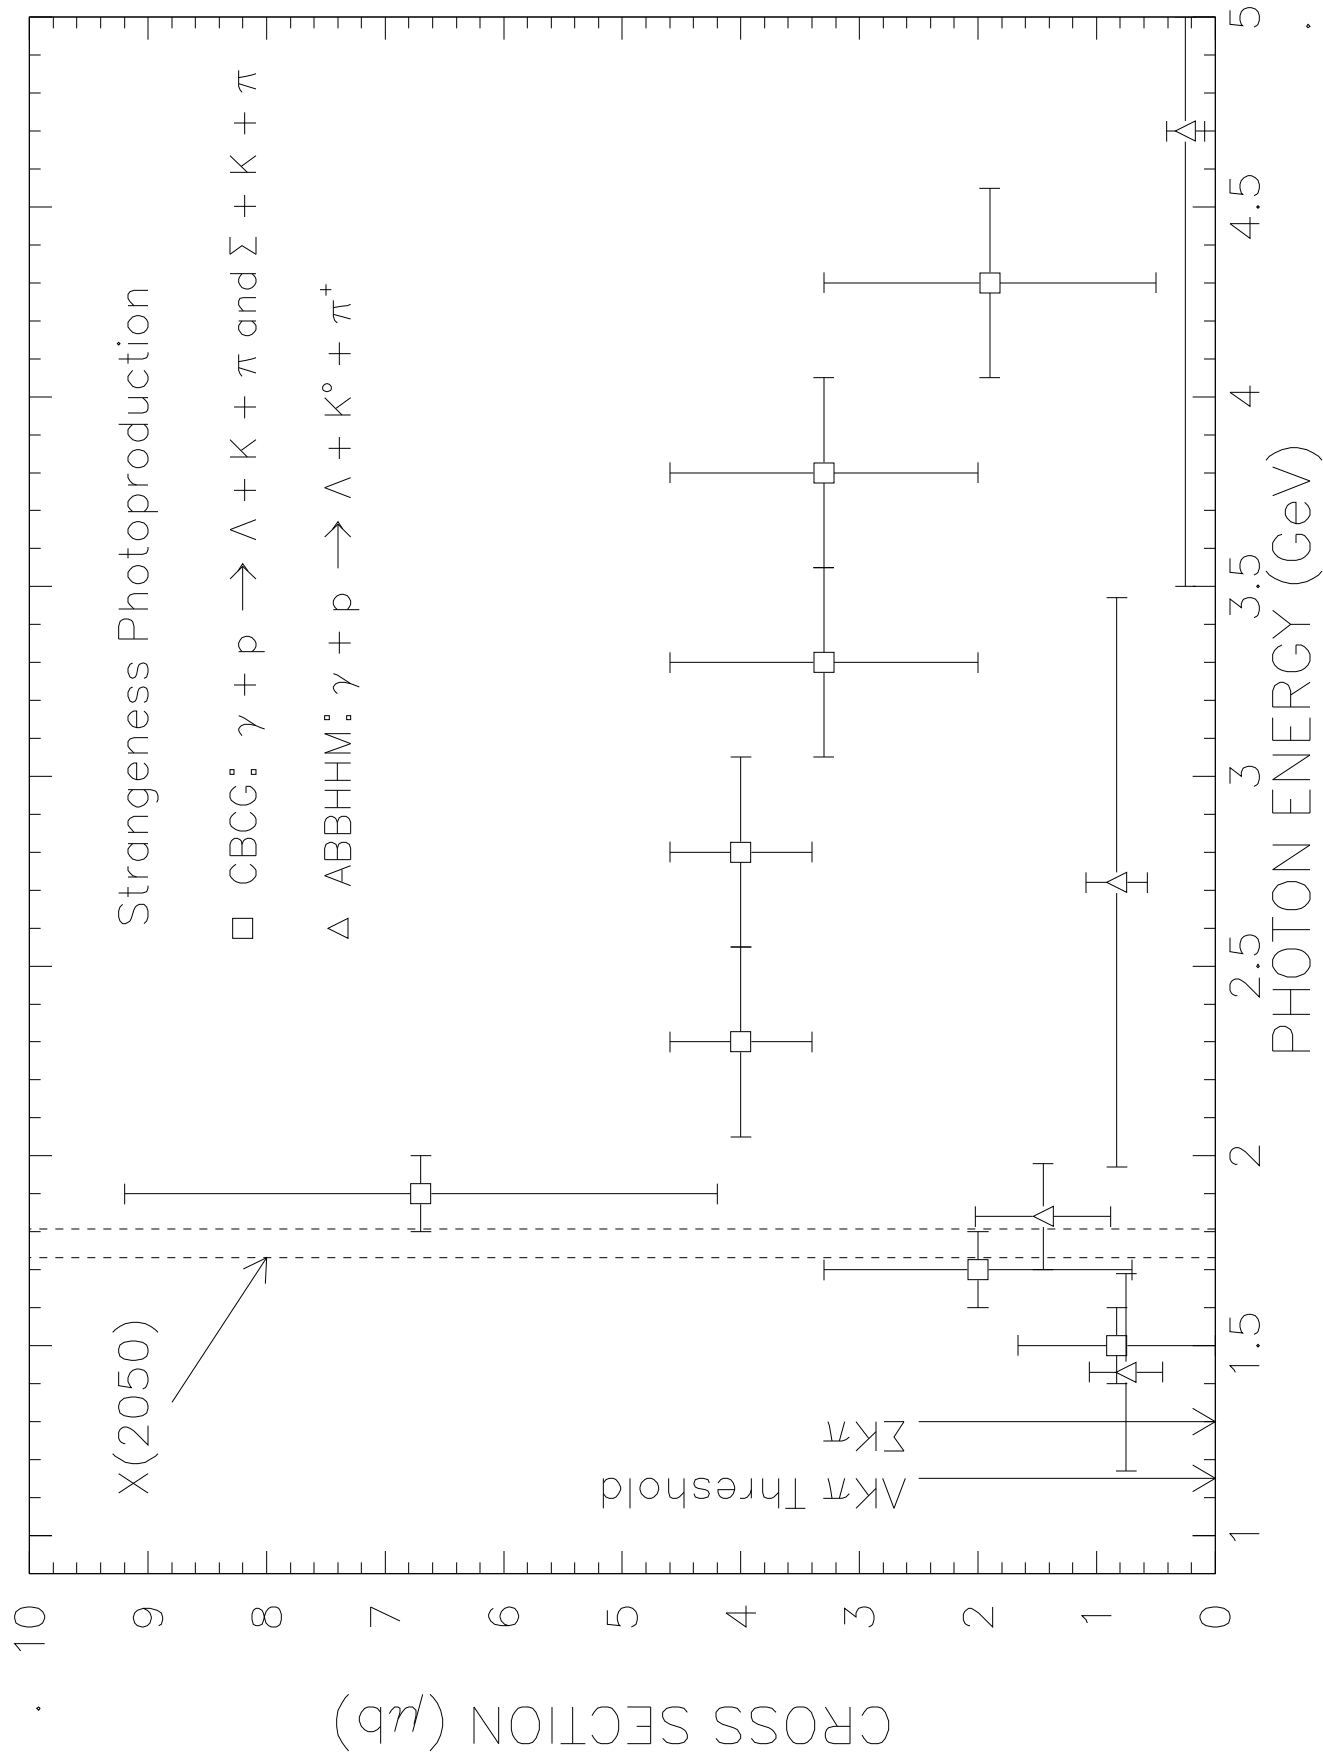 Strangeness Photoproduction
CBCG: γ + p → Λ + K + π and Σ + K + π
ABBHHM: γ + p → Λ + K° + π⁺
X(2050)
ΣKπ
ΛKπ Threshold
10
9
8
7
6
5
4
3
2
1
0
CROSS SECTION (μb)
1
1.5
2
2.5
3
3.5
4
4.5
5
PHOTON ENERGY (GeV)